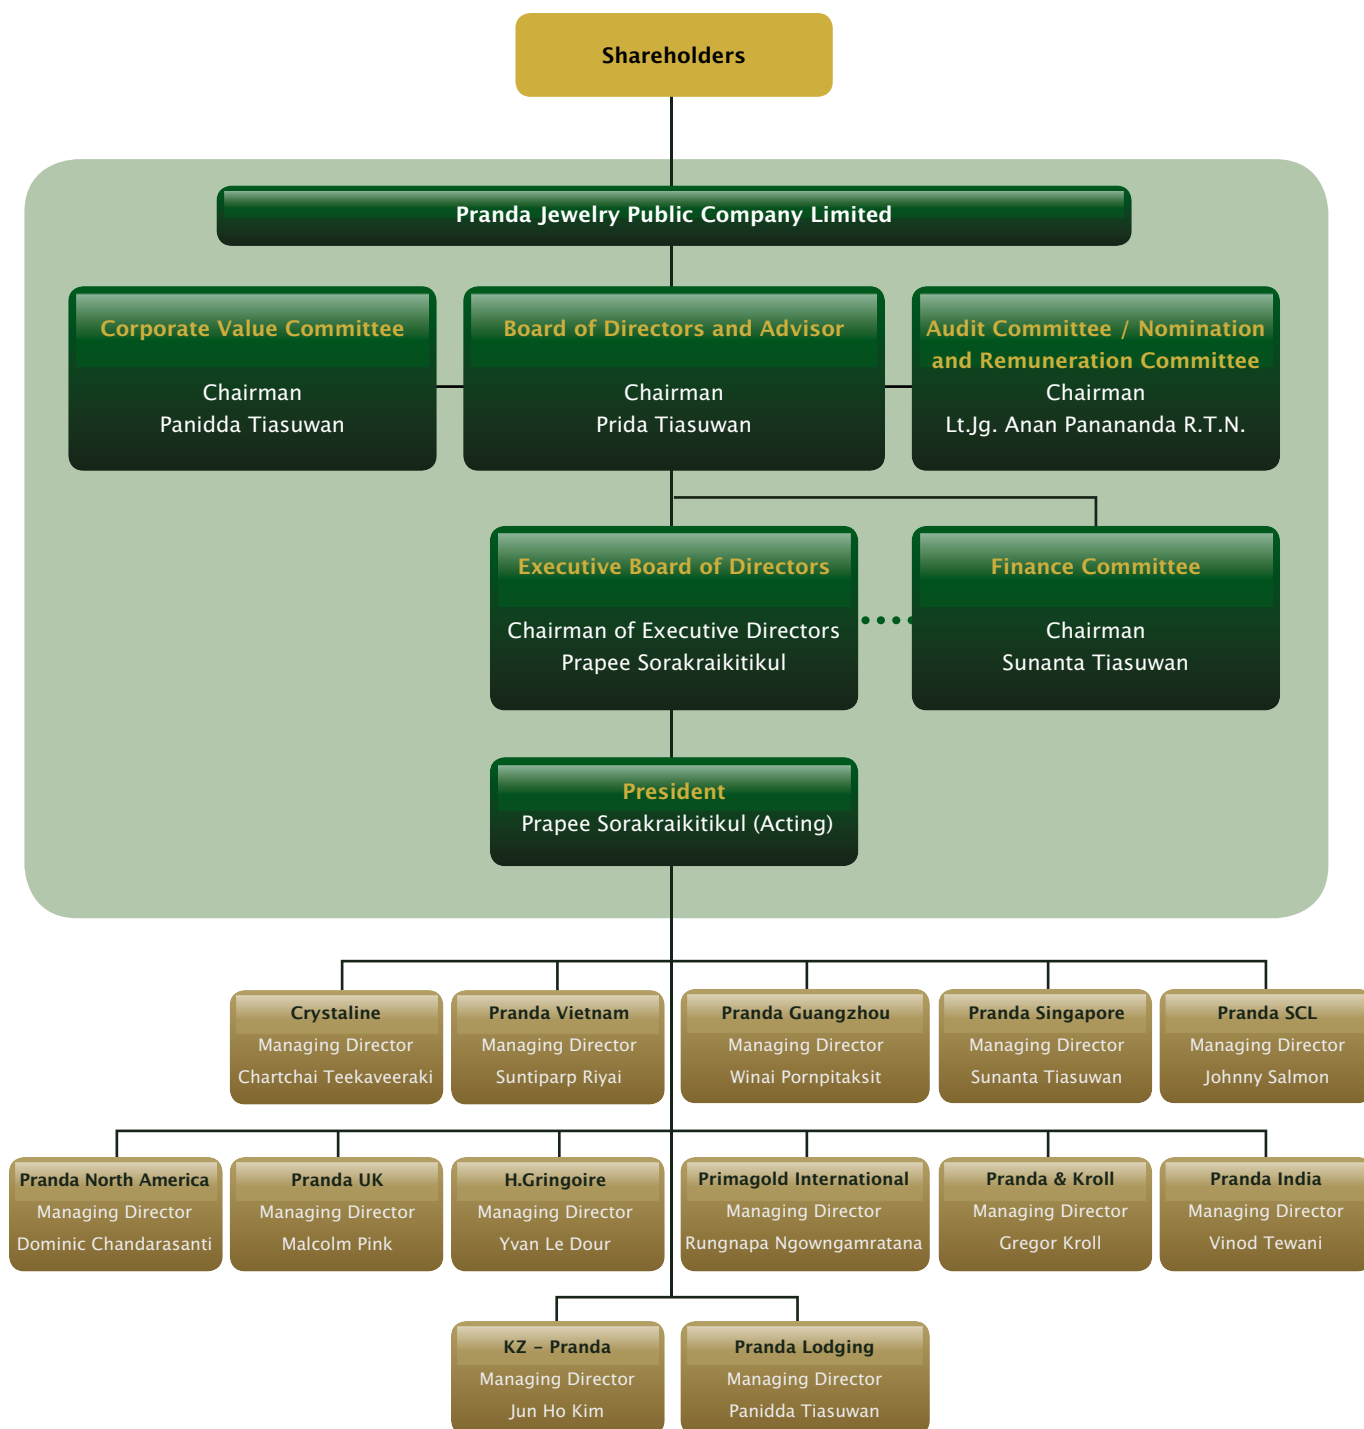 Shareholders
Pranda Jewelry Public Company Limited
Corporate Value Committee
Chairman
Panidda Tiasuwan
Board of Directors and Advisor
Chairman
Prida Tiasuwan
Audit Committee / Nomination
and Remuneration Committee
Chairman
Lt.Jg. Anan Panananda R.T.N.
Executive Board of Directors
Chairman of Executive Directors
Prapee Sorakraikitikul
Finance Committee
Chairman
Sunanta Tiasuwan
President
Prapee Sorakraikitikul (Acting)
Crystaline
Managing Director
Chartchai Teekaveeraki
Pranda Vietnam
Managing Director
Suntiparp Riyai
Pranda Guangzhou
Managing Director
Winai Pornpitaksit
Pranda Singapore
Managing Director
Sunanta Tiasuwan
Pranda SCL
Managing Director
Johnny Salmon
Pranda North America
Managing Director
Dominic Chandarasanti
Pranda UK
Managing Director
Malcolm Pink
H.Gringoire
Managing Director
Yvan Le Dour
Primagold International
Managing Director
Rungnapa Ngowngamratana
Pranda & Kroll
Managing Director
Gregor Kroll
Pranda India
Managing Director
Vinod Tewani
KZ – Pranda
Managing Director
Jun Ho Kim
Pranda Lodging
Managing Director
Panidda Tiasuwan